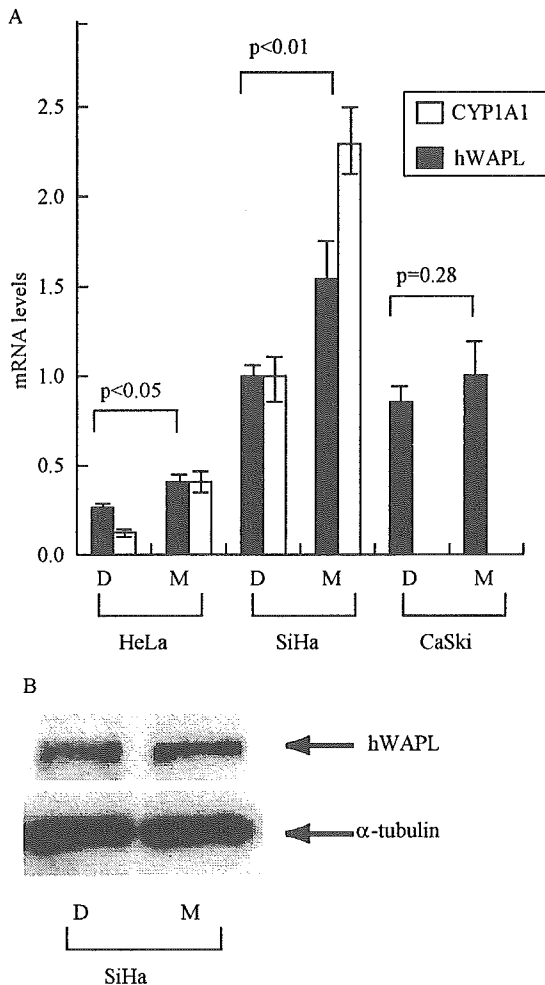 A
p<0.01
CYP1A1
hWAPL
2.5
2.0
1.5
1.0
0.5
0.0
mRNA levels
p=0.28
p<0.05
D M D M D M
HeLa SiHa CaSki
B
hWAPL
α-tubulin
D M
SiHa